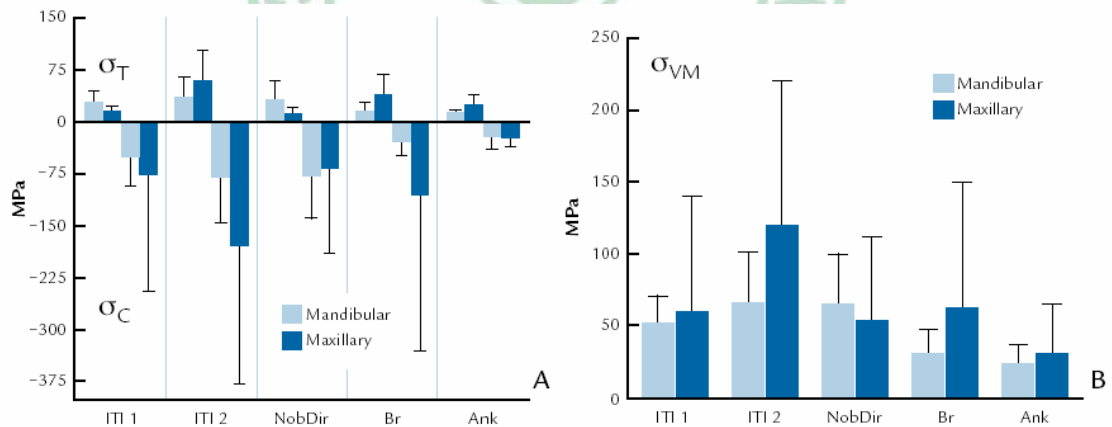 150
75
0
−75
−150
−225
−300
−375
MPa
σT
σC
Mandibular
Maxillary
A
ITI 1 ITI 2 NobDir Br Ank
250
200
150
100
50
0
MPa
σVM
Mandibular
Maxillary
B
ITI 1 ITI 2 NobDir Br Ank